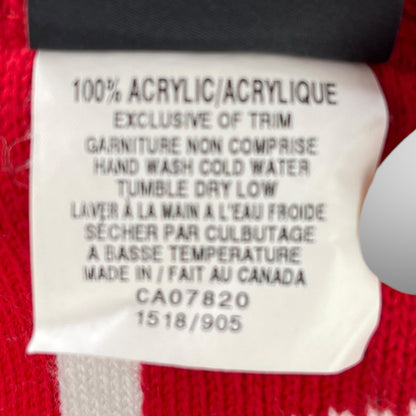 100% ACRYLIC/ACRYLIQUE
EXCLUSIVE OF TRIM
GARNITURE NON COMPRISE
HAND WASH COLD WATER
TUMBLE DRY LOW
LAVER À LA MAIN A L'EAU FROIDE
SÉCHER PAR CULBUTAGE
A BASSE TEMPERATURE
MADE IN / FAIT AU CANADA
CA07820
1518/905